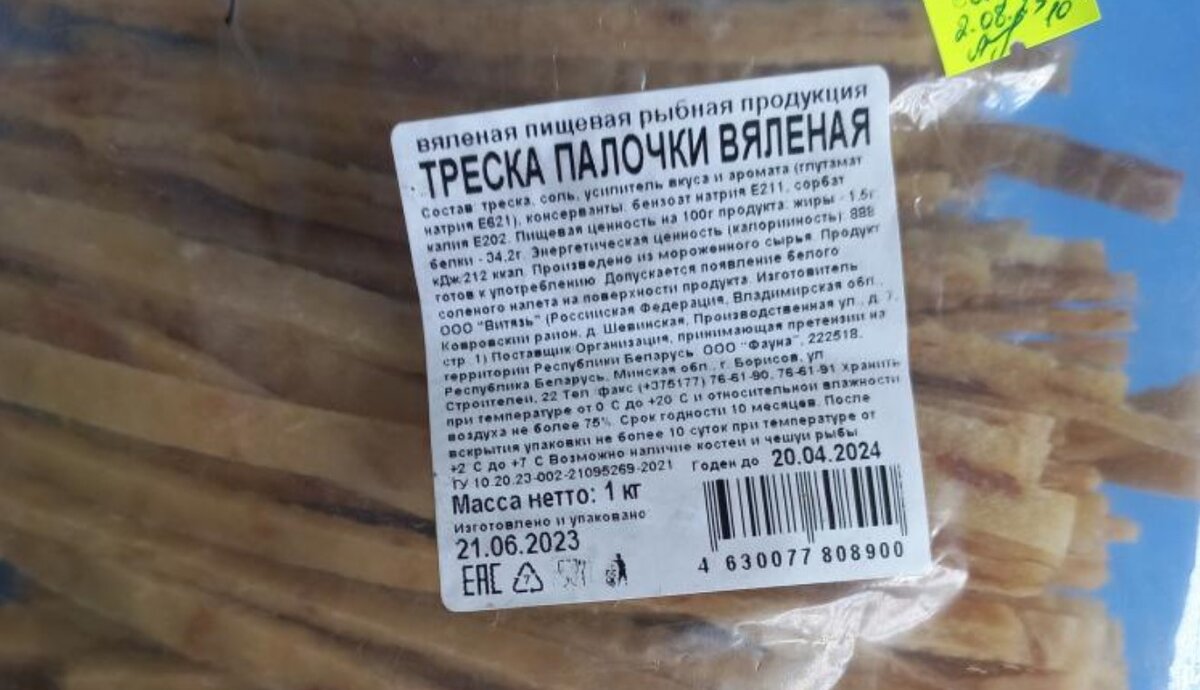 2.08.
10
вяленая пищевая рыбная продукция
ТРЕСКА ПАЛОЧКИ ВЯЛЕНАЯ
Состав: треска, соль, усилитель вкуса и аромата (глутамат
натрия Е621), консерванты: бензоат натрия Е211, сорбат
калия Е202. Пищевая ценность на 100г продукта: жиры - 1,5г,
белки - 34,2г. Энергетическая ценность (калорийность): 888
кДж/212 ккал. Произведено из мороженного сырья. Продукт
готов к употреблению. Допускается появление белого
соленого налета на поверхности продукта. Изготовитель
ООО "Витязь" (Российская Федерация, Владимирская обл.,
Ковровский район, д. Шевинская, Производственная ул., д. 7,
стр. 1) Поставщик/Организация, принимающая претензии на
территории Республики Беларусь: ООО "Фауна", 222518,
Республика Беларусь, Минская обл., г. Борисов, ул.
Строителей, 22 Тел./факс (+375177) 76-61-90, 76-61-91 Хранить
при температуре от 0 С до +20 С и относительной влажности
воздуха не более 75%. Срок годности 10 месяцев. После
вскрытия упаковки не более 10 суток при температуре от
+2 С до +7 С Возможно наличие костей и чешуи рыбы
ТУ 10.20.23-002-21095269-2021 Годен до 20.04.2024
Масса нетто: 1 кг
Изготовлено и упаковано
21.06.2023
EAC 7
4 630077 808900